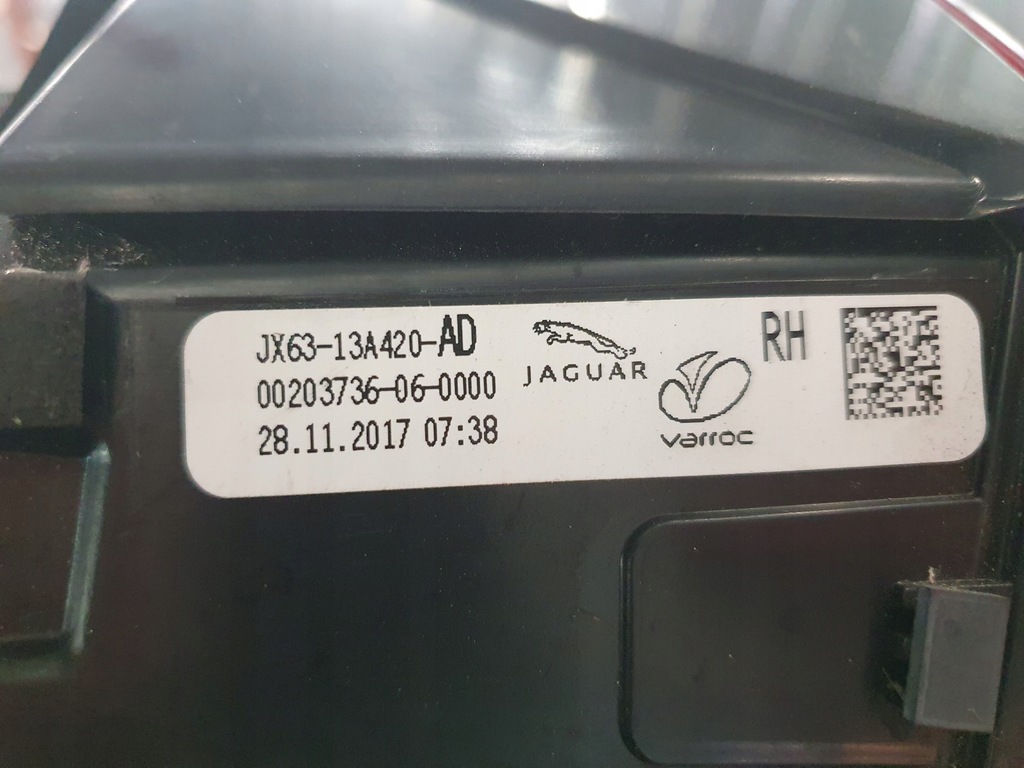 JX63-13A420-AD
00203736-06-0000
28.11.2017 07:38
JAGUAR
varroc
RH